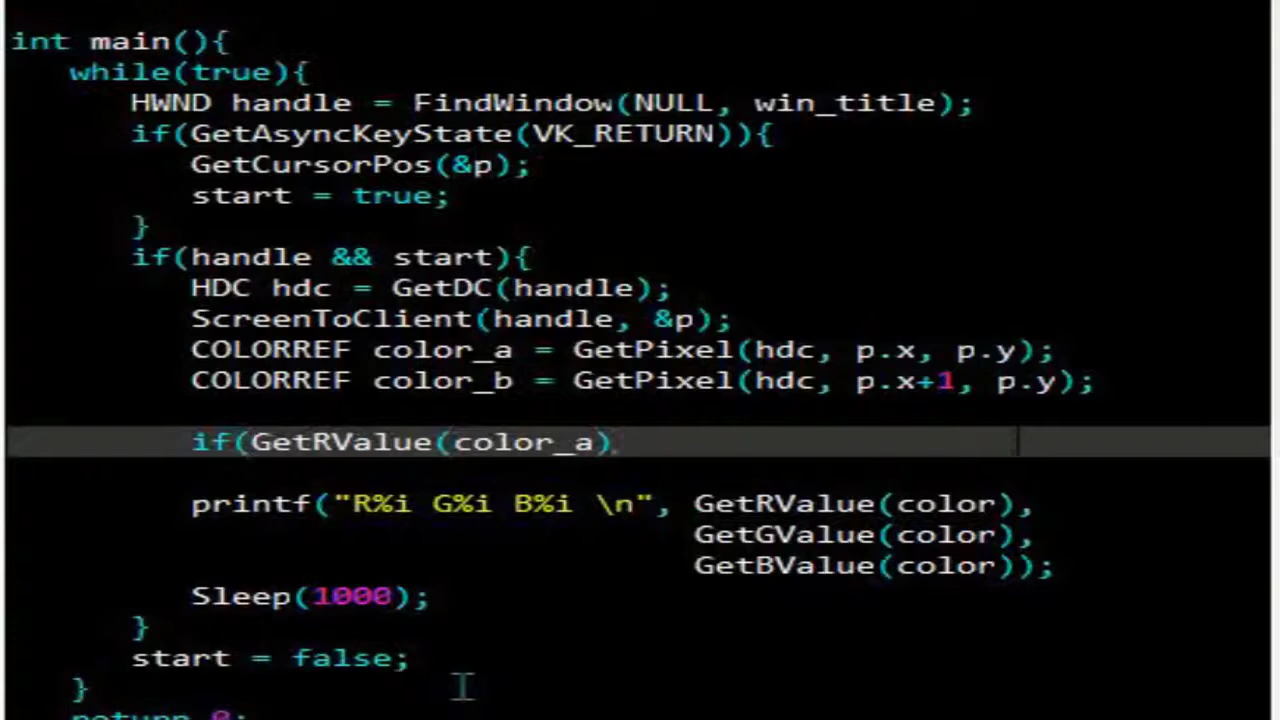 int main(){
while(true){
HWND handle = FindWindow(NULL, win_title);
if(GetAsyncKeyState(VK_RETURN)){
GetCursorPos(&p);
start = true;
}
if(handle && start){
HDC hdc = GetDC(handle);
ScreenToClient(handle, &p);
COLORREF color_a = GetPixel(hdc, p.x, p.y);
COLORREF color_b = GetPixel(hdc, p.x+1, p.y);
if(GetRValue(color_a)
printf("R%i G%i B%i \n", GetRValue(color),
GetGValue(color),
GetBValue(color));
Sleep(1000);
}
start = false;
}
return 0;